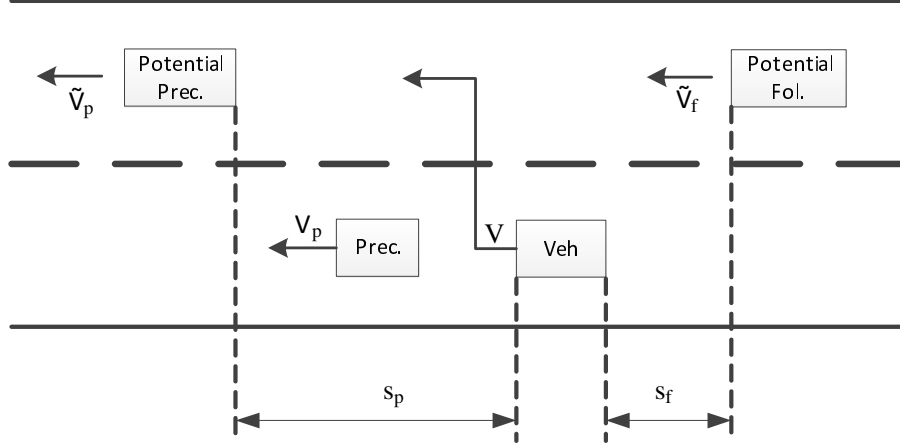 Potential
Prec.
Ṽp
Ṽf
Potential
Fol.
Vp
Prec.
V
Veh
sp
sf